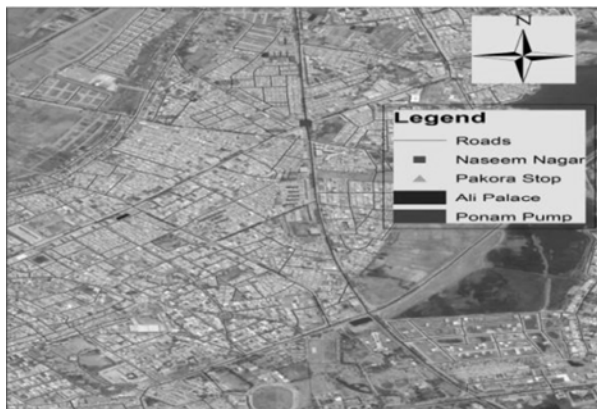 N
Legend
Roads
Naseem Nagar
Pakora Stop
Ali Palace
Ponam Pump